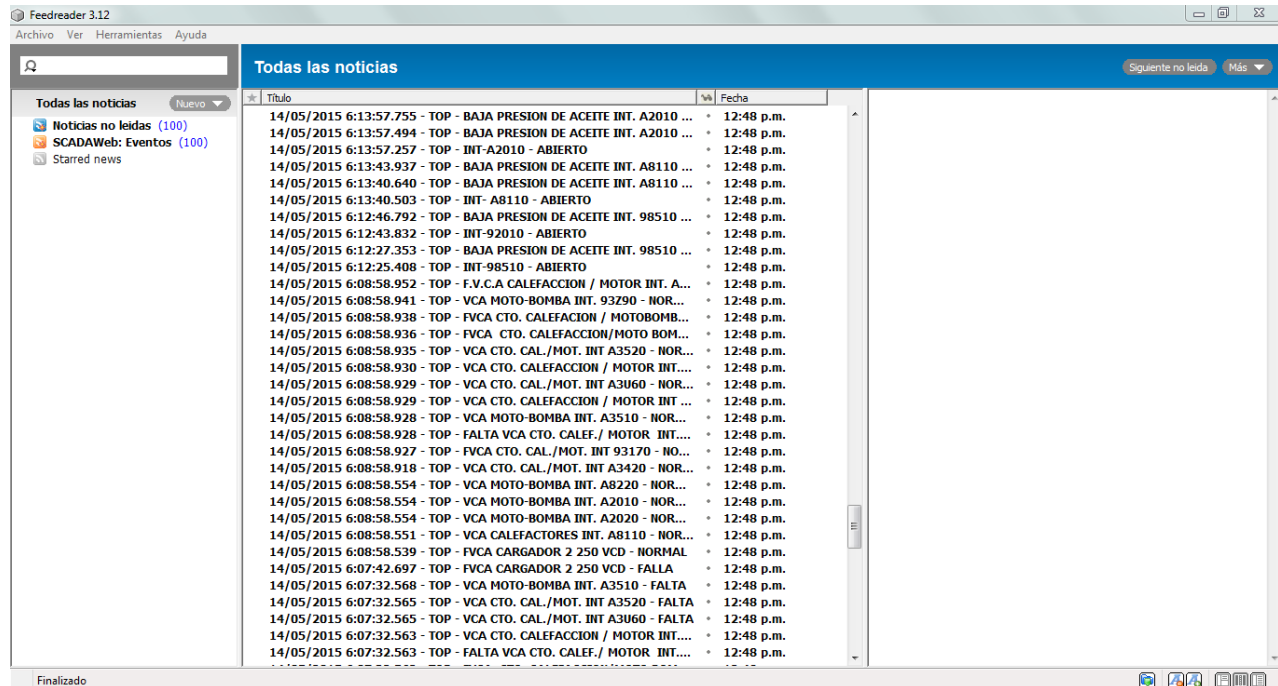 Feedreader 3.12
Archivo Ver Herramientas Ayuda
Todas las noticias
Siguiente no leida
Más
Todas las noticias
Nuevo
Noticias no leidas (100)
SCADAWeb: Eventos (100)
Starred news
Título Fecha
14/05/2015 6:13:57.755 - TOP - BAJA PRESION DE ACEITE INT. A2010 ... 12:48 p.m.
14/05/2015 6:13:57.494 - TOP - BAJA PRESION DE ACEITE INT. A2010 ... 12:48 p.m.
14/05/2015 6:13:57.257 - TOP - INT-A2010 - ABIERTO 12:48 p.m.
14/05/2015 6:13:43.937 - TOP - BAJA PRESION DE ACEITE INT. A8110 ... 12:48 p.m.
14/05/2015 6:13:40.640 - TOP - BAJA PRESION DE ACEITE INT. A8110 ... 12:48 p.m.
14/05/2015 6:13:40.503 - TOP - INT- A8110 - ABIERTO 12:48 p.m.
14/05/2015 6:12:46.792 - TOP - BAJA PRESION DE ACEITE INT. 98510 ... 12:48 p.m.
14/05/2015 6:12:43.832 - TOP - INT-92010 - ABIERTO 12:48 p.m.
14/05/2015 6:12:27.353 - TOP - BAJA PRESION DE ACEITE INT. 98510 ... 12:48 p.m.
14/05/2015 6:12:25.408 - TOP - INT-98510 - ABIERTO 12:48 p.m.
14/05/2015 6:08:58.952 - TOP - F.V.C.A CALEFACCION / MOTOR INT. A... 12:48 p.m.
14/05/2015 6:08:58.941 - TOP - VCA MOTO-BOMBA INT. 93Z90 - NOR... 12:48 p.m.
14/05/2015 6:08:58.938 - TOP - FVCA CTO. CALEFACION / MOTOBOMB... 12:48 p.m.
14/05/2015 6:08:58.936 - TOP - FVCA CTO. CALEFACCION/MOTO BOM... 12:48 p.m.
14/05/2015 6:08:58.935 - TOP - VCA CTO. CAL./MOT. INT A3520 - NOR... 12:48 p.m.
14/05/2015 6:08:58.930 - TOP - VCA CTO. CALEFACCION / MOTOR INT.... 12:48 p.m.
14/05/2015 6:08:58.929 - TOP - VCA CTO. CAL./MOT. INT A3U60 - NOR... 12:48 p.m.
14/05/2015 6:08:58.929 - TOP - VCA CTO. CALEFACCION / MOTOR INT ... 12:48 p.m.
14/05/2015 6:08:58.928 - TOP - VCA MOTO-BOMBA INT. A3510 - NOR... 12:48 p.m.
14/05/2015 6:08:58.928 - TOP - FALTA VCA CTO. CALEF./ MOTOR INT.... 12:48 p.m.
14/05/2015 6:08:58.927 - TOP - FVCA CTO. CAL./MOT. INT 93170 - NO... 12:48 p.m.
14/05/2015 6:08:58.918 - TOP - VCA CTO. CAL./MOT. INT A3420 - NOR... 12:48 p.m.
14/05/2015 6:08:58.554 - TOP - VCA MOTO-BOMBA INT. A8220 - NOR... 12:48 p.m.
14/05/2015 6:08:58.554 - TOP - VCA MOTO-BOMBA INT. A2010 - NOR... 12:48 p.m.
14/05/2015 6:08:58.554 - TOP - VCA MOTO-BOMBA INT. A2020 - NOR... 12:48 p.m.
14/05/2015 6:08:58.551 - TOP - VCA CALEFACTORES INT. A8110 - NOR... 12:48 p.m.
14/05/2015 6:08:58.539 - TOP - FVCA CARGADOR 2 250 VCD - NORMAL 12:48 p.m.
14/05/2015 6:07:42.697 - TOP - FVCA CARGADOR 2 250 VCD - FALLA 12:48 p.m.
14/05/2015 6:07:32.568 - TOP - VCA MOTO-BOMBA INT. A3510 - FALTA 12:48 p.m.
14/05/2015 6:07:32.565 - TOP - VCA CTO. CAL./MOT. INT A3520 - FALTA 12:48 p.m.
14/05/2015 6:07:32.565 - TOP - VCA CTO. CAL./MOT. INT A3U60 - FALTA 12:48 p.m.
14/05/2015 6:07:32.563 - TOP - VCA CTO. CALEFACCION / MOTOR INT.... 12:48 p.m.
14/05/2015 6:07:32.563 - TOP - FALTA VCA CTO. CALEF./ MOTOR INT.... 12:48 p.m.
Finalizado